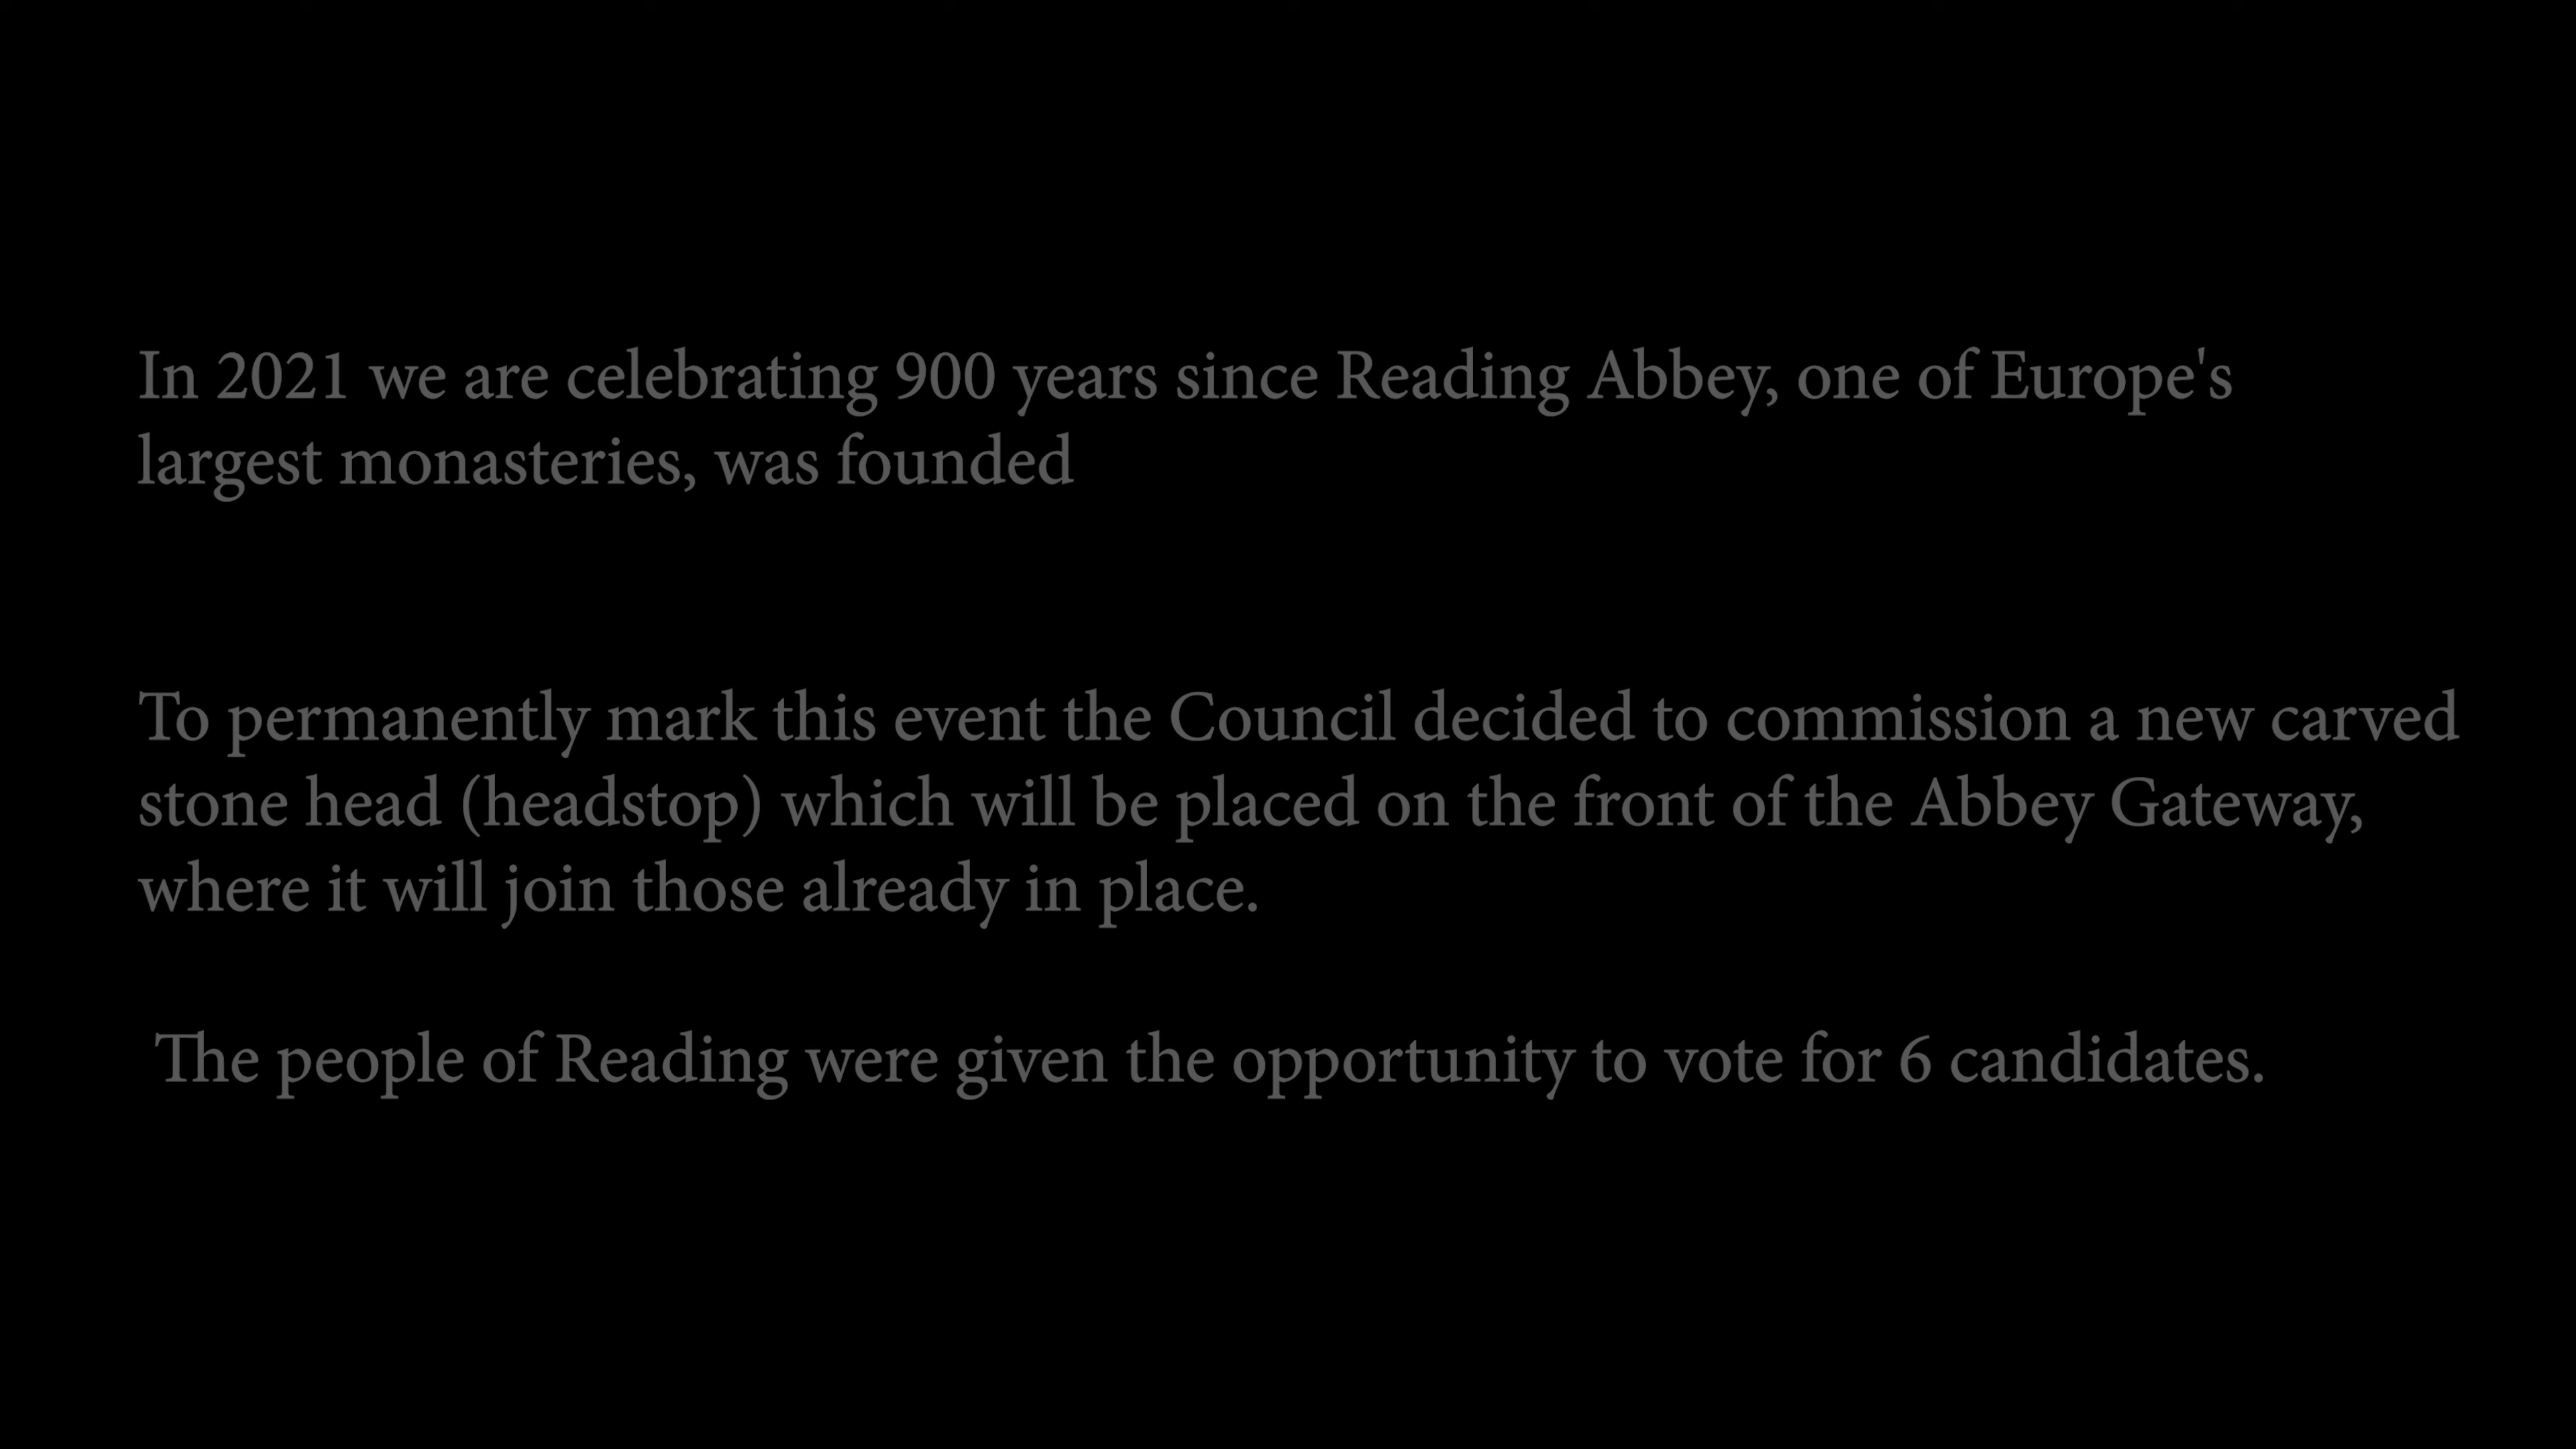 In 2021 we are celebrating 900 years since Reading Abbey, one of Europe's
largest monasteries, was founded
To permanently mark this event the Council decided to commission a new carved
stone head (headstop) which will be placed on the front of the Abbey Gateway,
where it will join those already in place.
The people of Reading were given the opportunity to vote for 6 candidates.